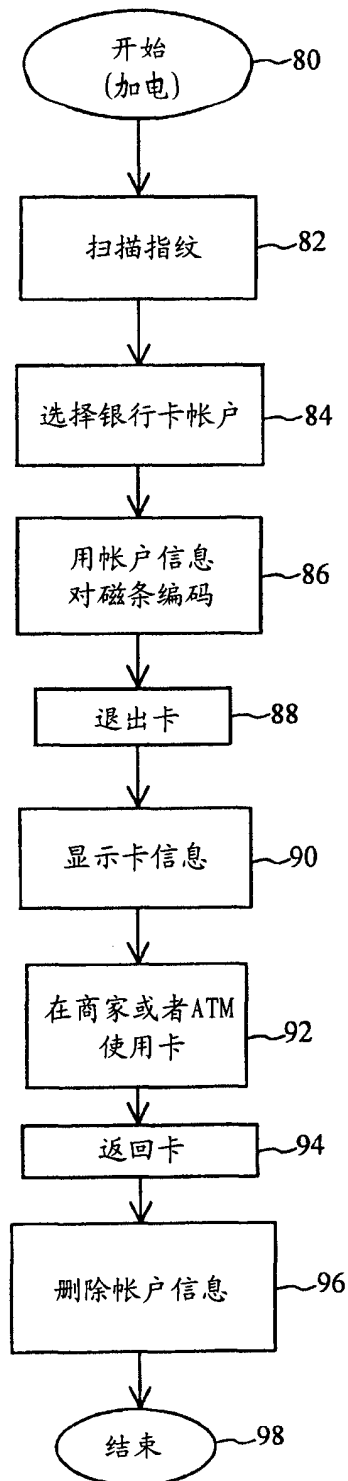 开始
(加电)
80
扫描指纹
82
选择银行卡帐户
84
用帐户信息
对磁条编码
86
退出卡
88
显示卡信息
90
在商家或者ATM
使用卡
92
返回卡
94
删除帐户信息
96
结束
98